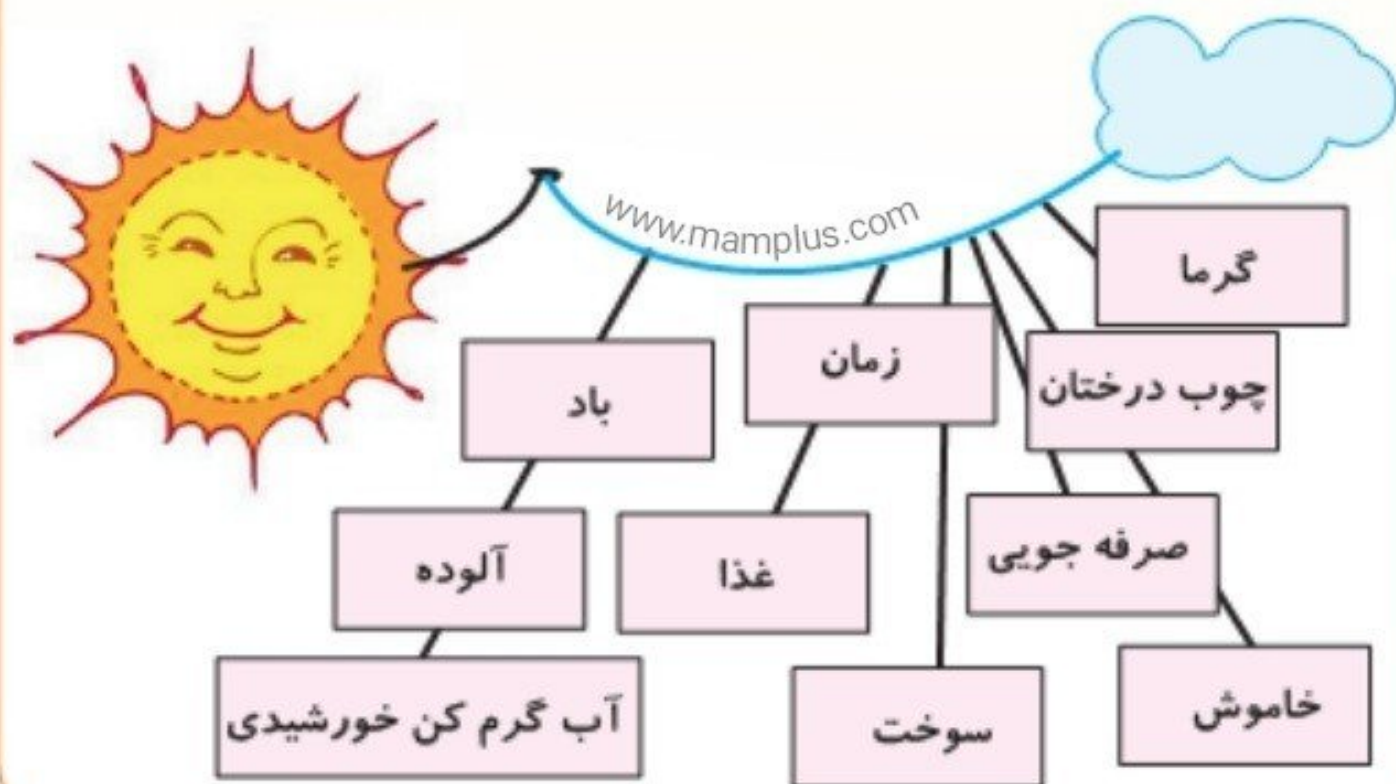 www.mamplus.com
گرما
زمان
چوب درختان
باد
صرفه جویی
غذا
آلوده
خاموش
سوخت
آب گرم کن خورشیدی